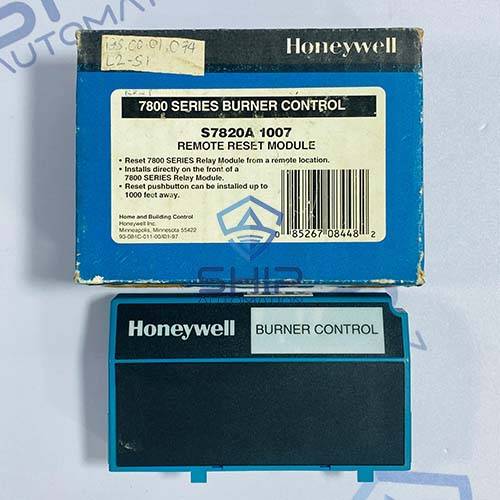 195.00.01.074
L2-S1
Honeywell
7800 SERIES BURNER CONTROL
S7820A 1007
REMOTE RESET MODULE
• Reset 7800 SERIES Relay Module from a remote location.
• Installs directly on the front of a
7800 SERIES Relay Module.
• Reset pushbutton can be installed up to
1000 feet away.
Home and Building Control
Honeywell Inc.
Minneapolis, Minnesota 55422
0 85267 08448 2
SHIP
AUTOMATION
Honeywell
BURNER CONTROL